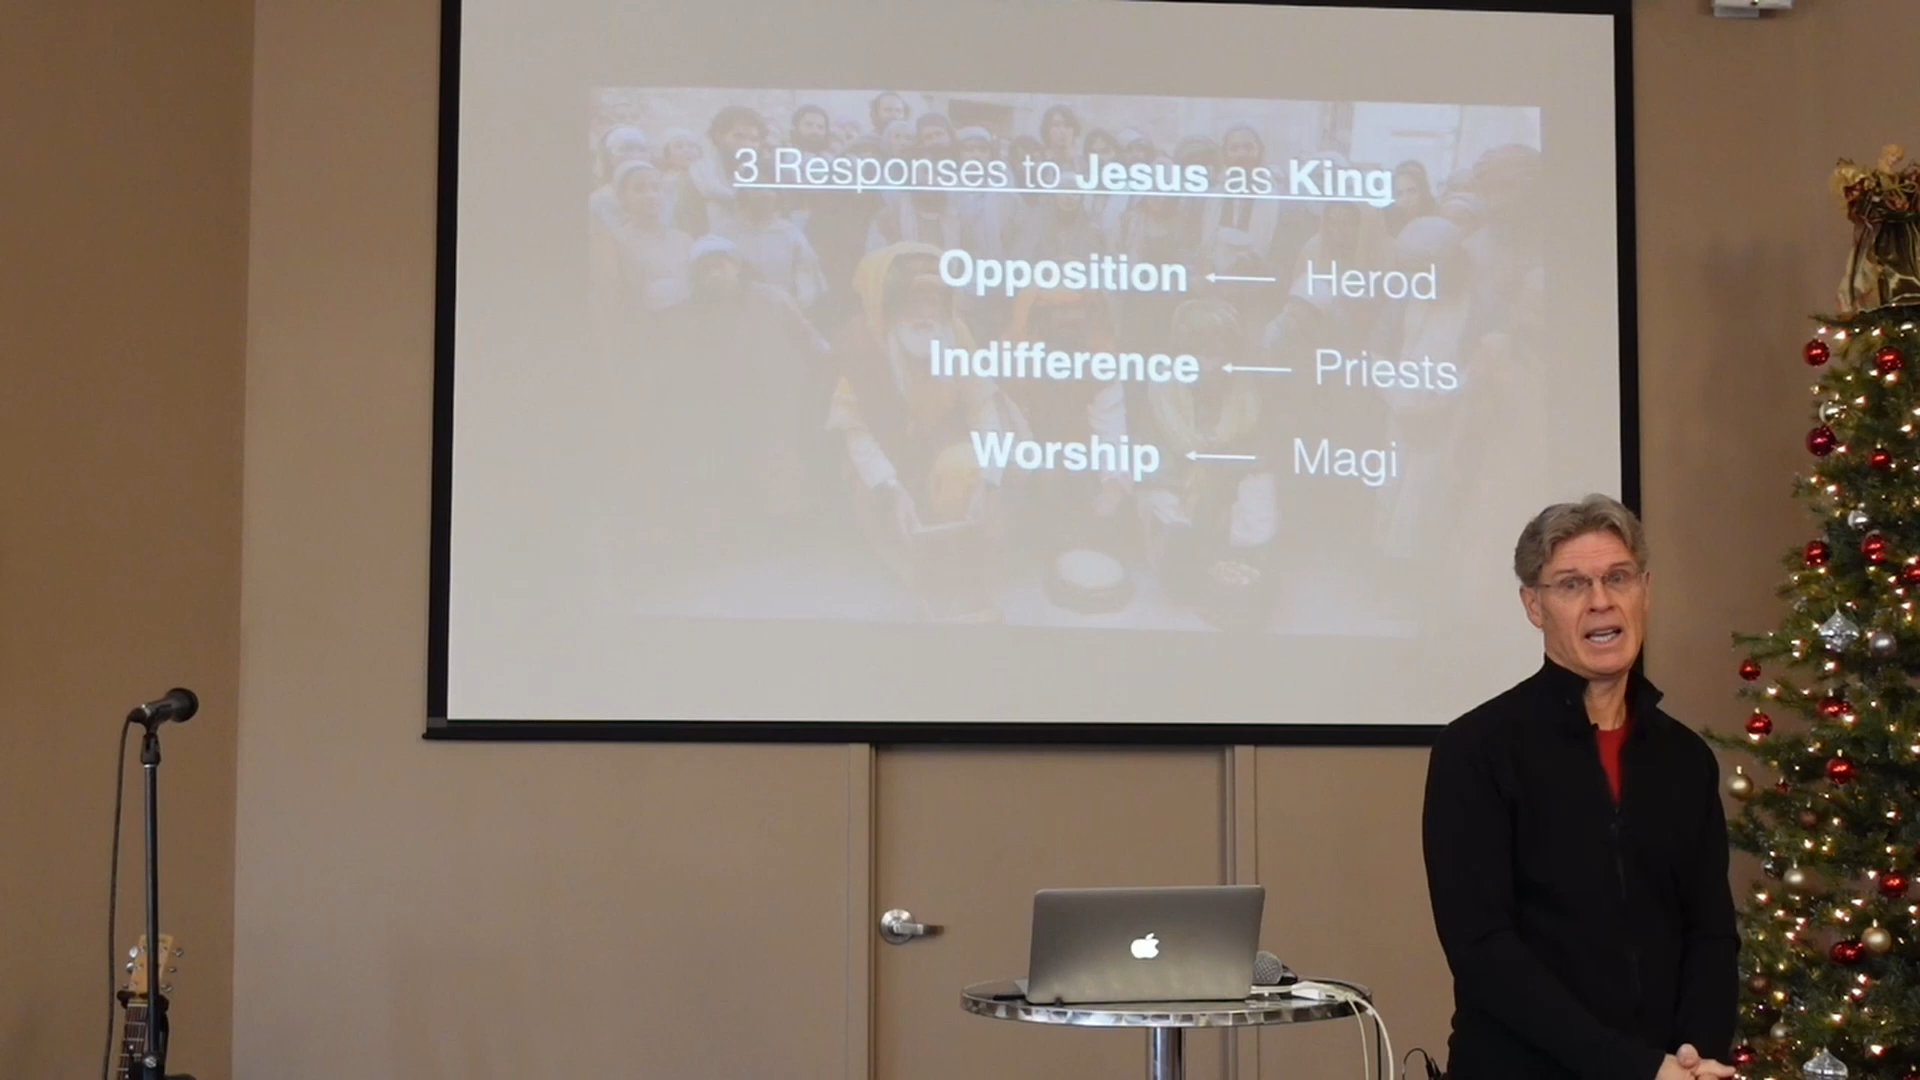 3 Responses to Jesus as King
Opposition ← Herod
Indifference ← Priests
Worship ← Magi